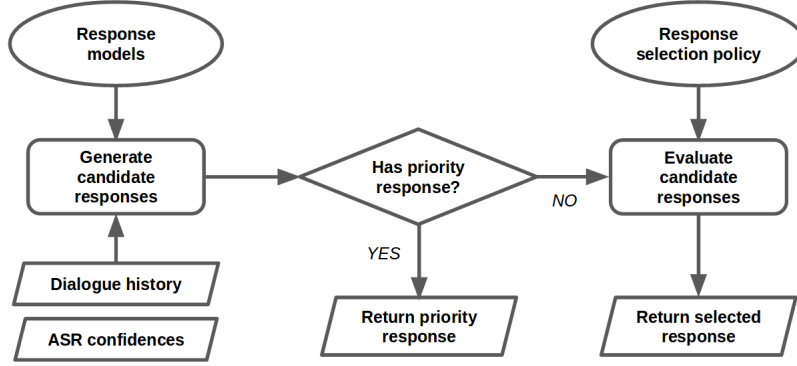 Response
models
Response
selection policy
Generate
candidate
responses
Has priority
response?
Evaluate
candidate
responses
NO
YES
Dialogue history
ASR confidences
Return priority
response
Return selected
response